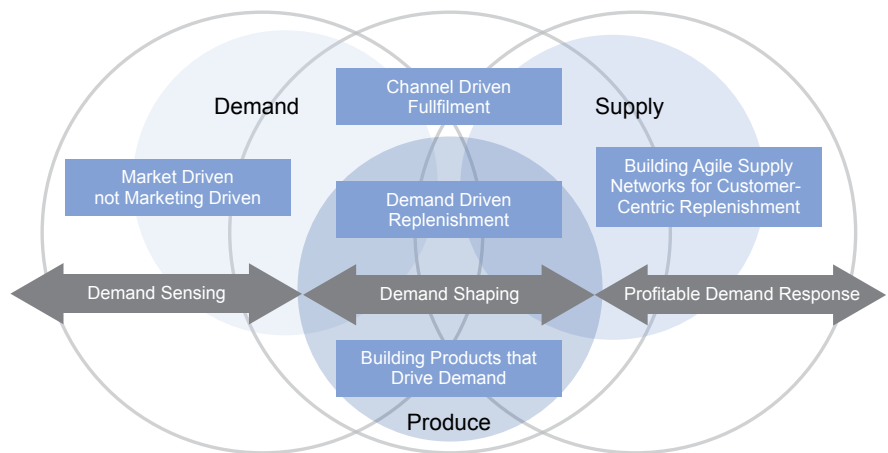 Channel Driven
Fullfilment
Demand
Supply
Market Driven
not Marketing Driven
Demand Driven
Replenishment
Building Agile Supply
Networks for Customer-
Centric Replenishment
Demand Sensing
Demand Shaping
Profitable Demand Response
Building Products that
Drive Demand
Produce